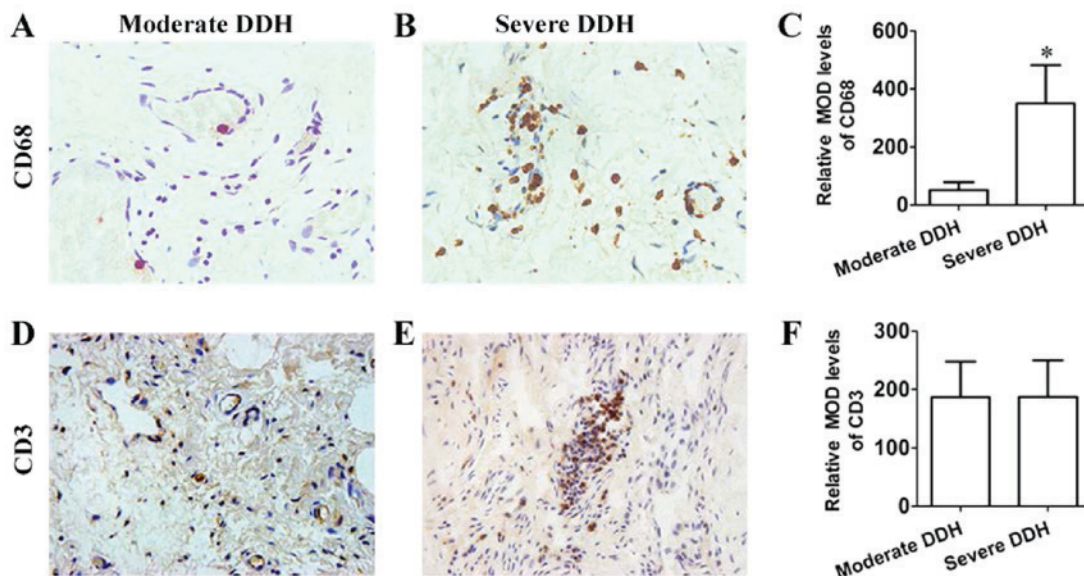 A Moderate DDH
B Severe DDH
CD68
C
Relative MOD levels
of CD68
600
400
200
0
*
Moderate DDH
Severe DDH
D
CD3
E
F
Relative MOD levels
of CD3
300
200
100
0
Moderate DDH
Severe DDH